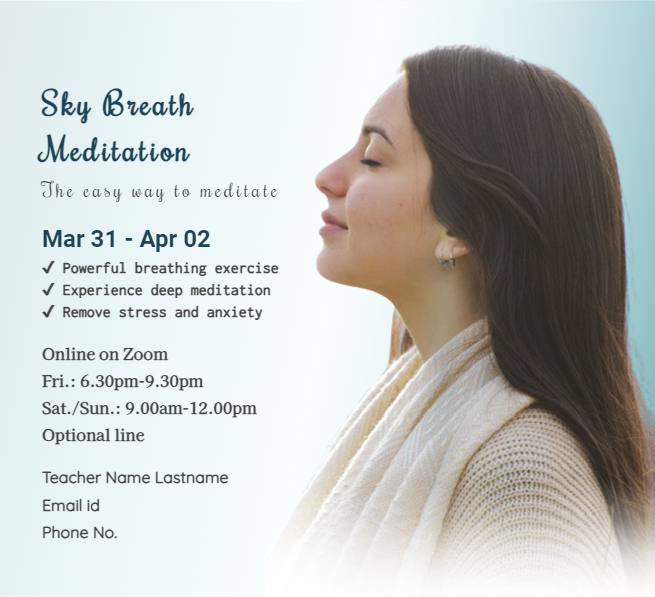 Sky Breath
Meditation
The easy way to meditate
Mar 31 - Apr 02
✓ Powerful breathing exercise
✓ Experience deep meditation
✓ Remove stress and anxiety
Online on Zoom
Fri.: 6.30pm-9.30pm
Sat./Sun.: 9.00am-12.00pm
Optional line
Teacher Name Lastname
Email id
Phone No.